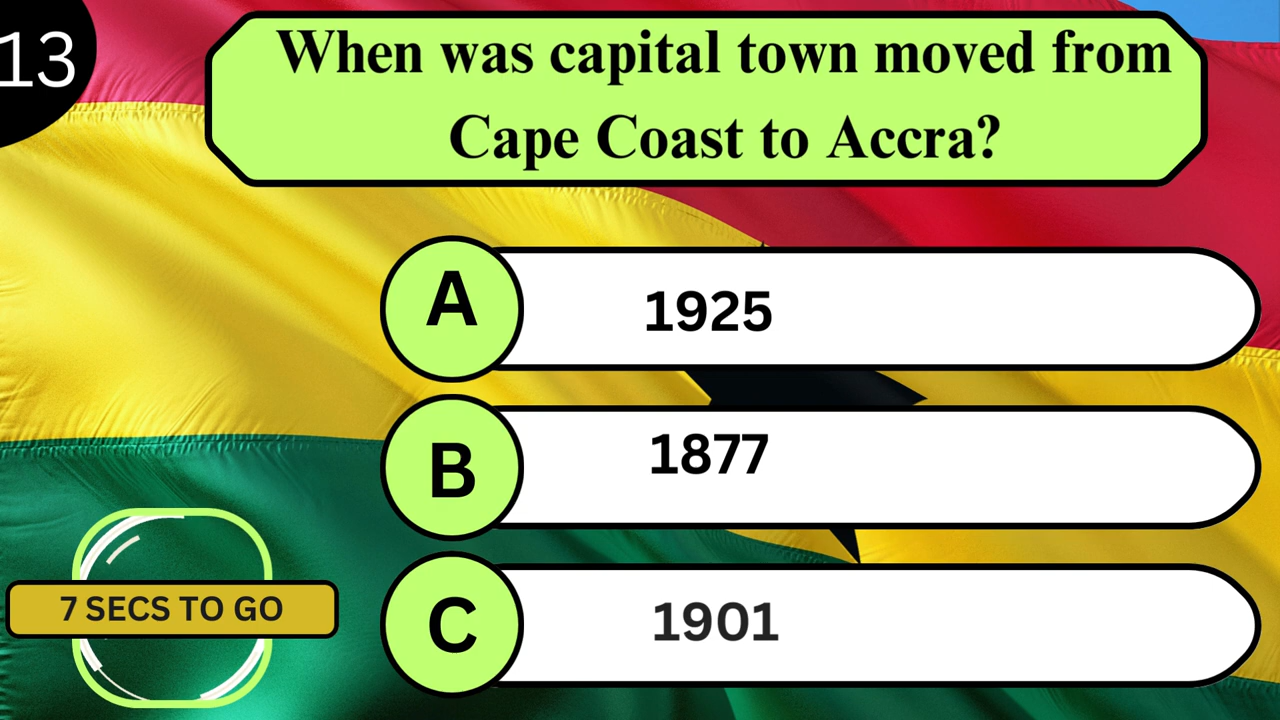 13
When was capital town moved from
Cape Coast to Accra?
A
1925
B
1877
C
1901
7 SECS TO GO